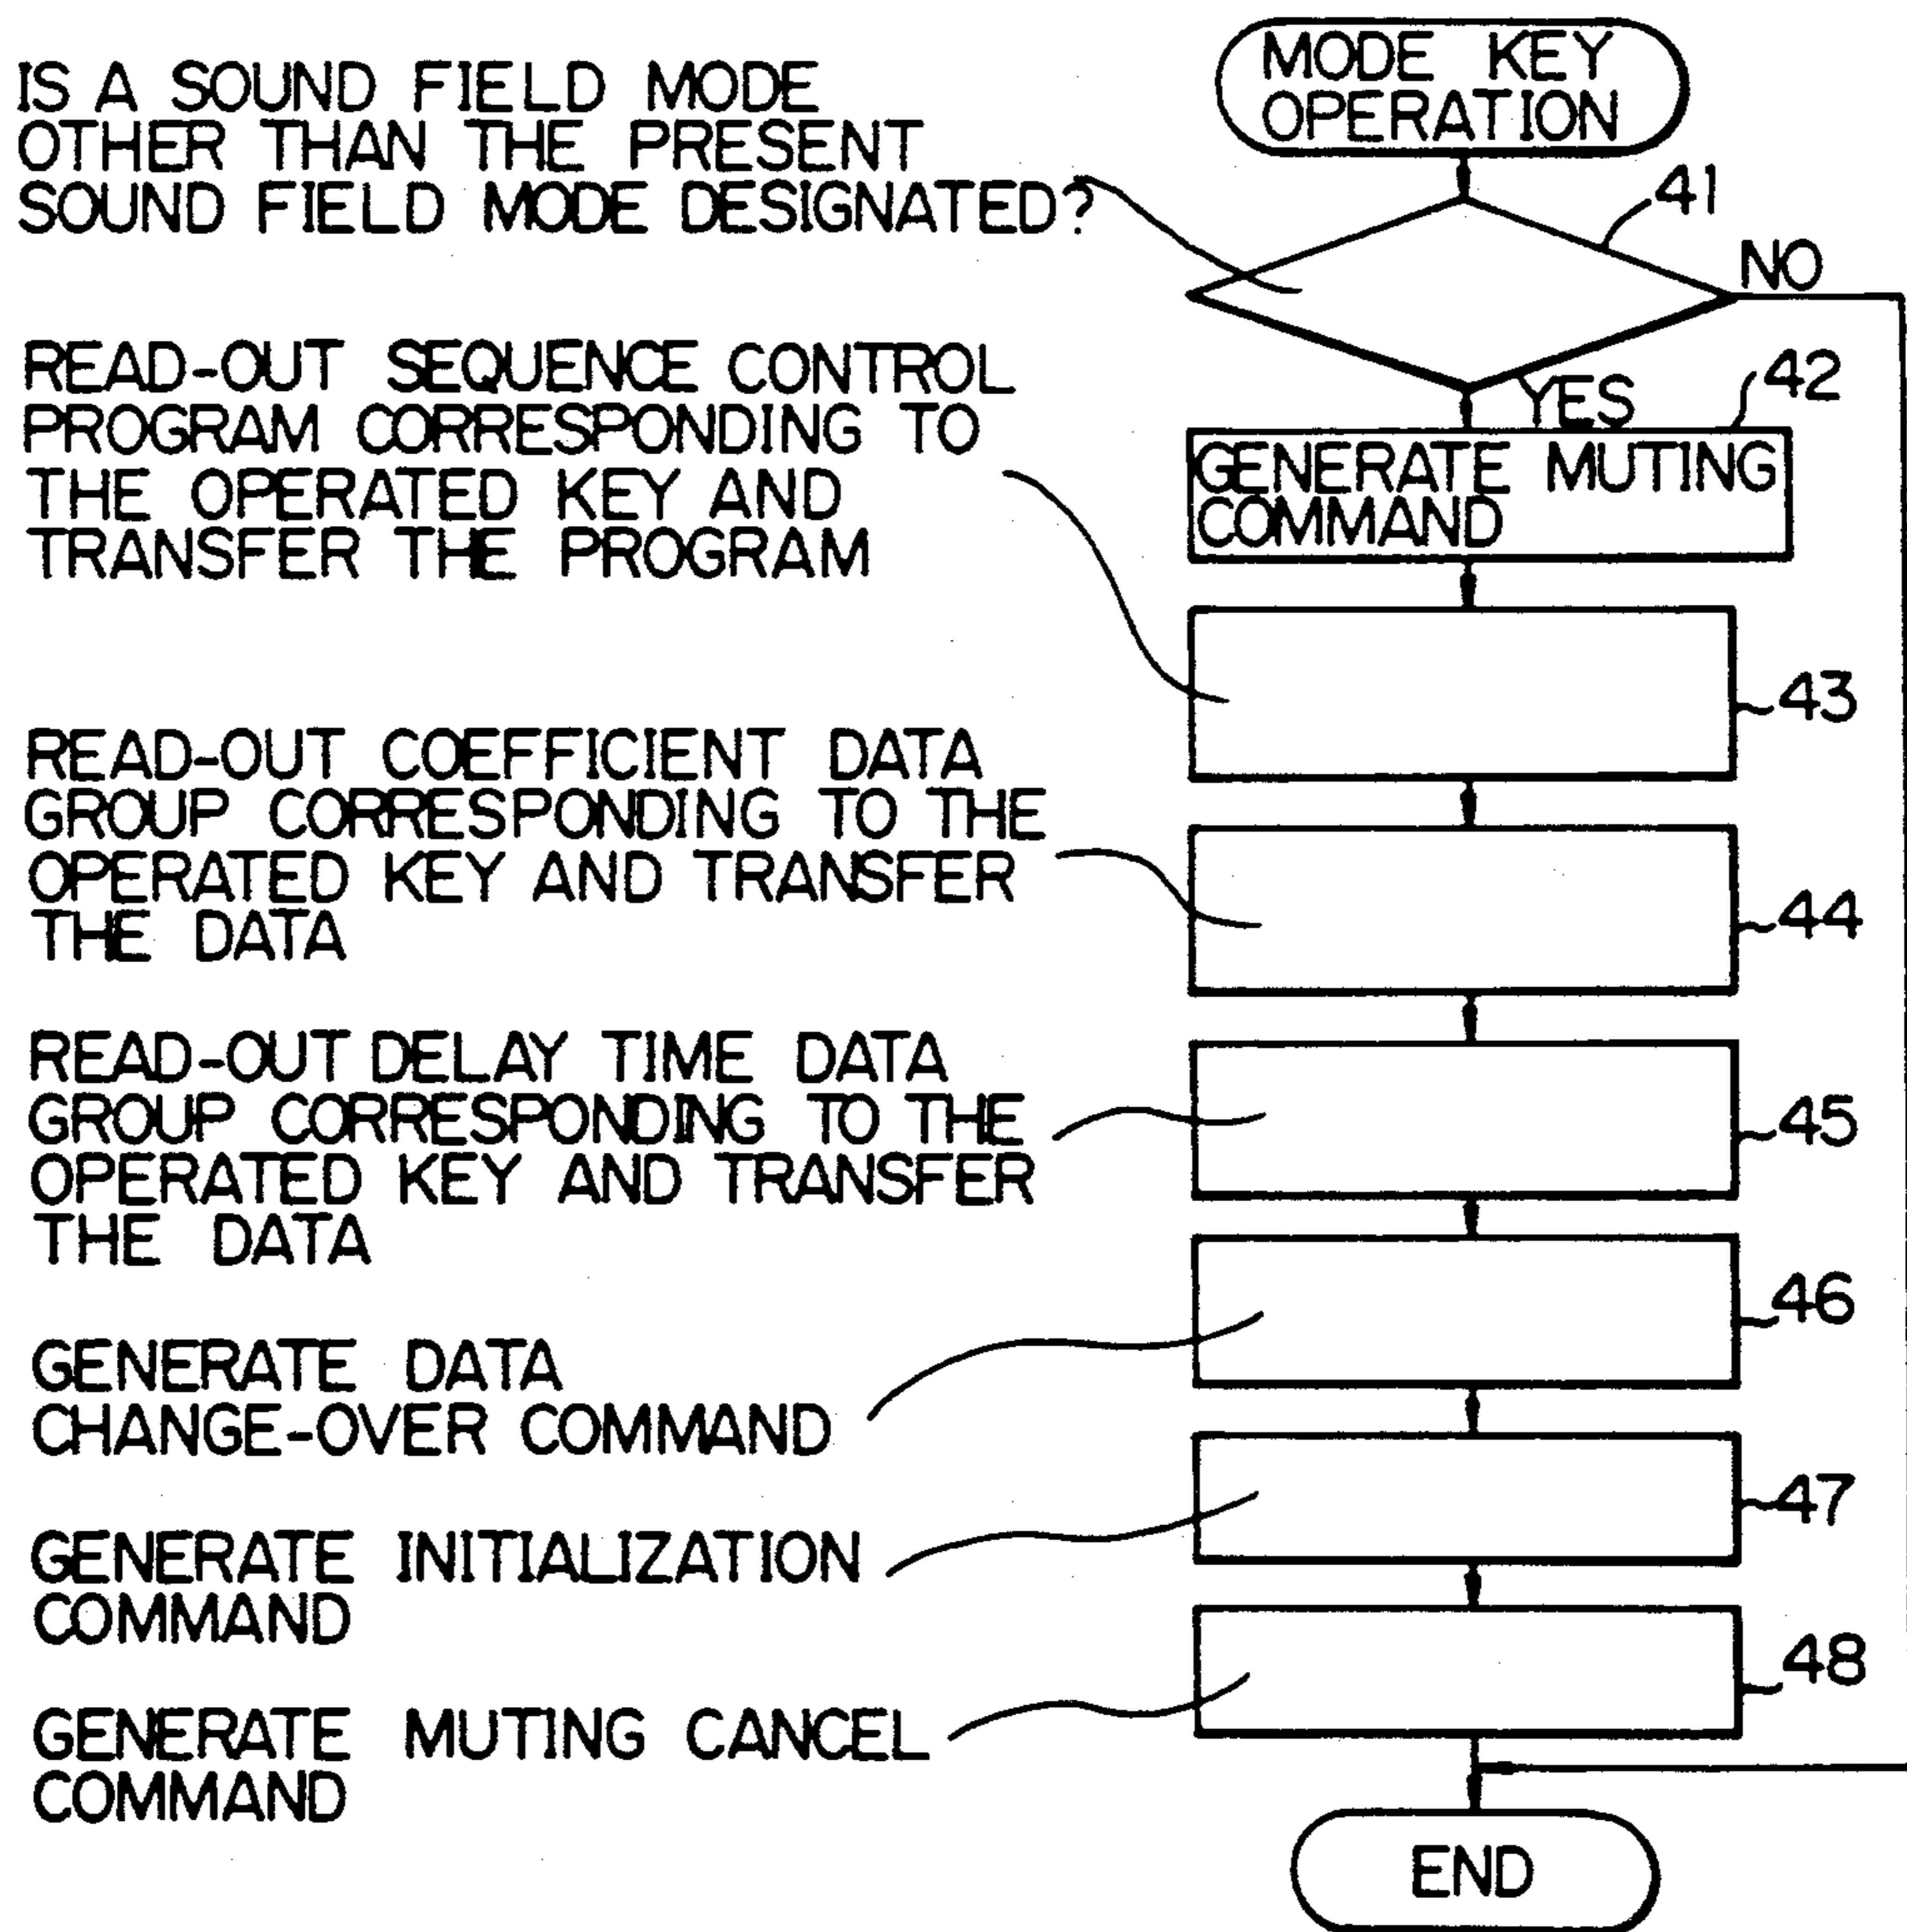 MODE KEY
OPERATION
IS A SOUND FIELD MODE
OTHER THAN THE PRESENT
SOUND FIELD MODE DESIGNATED?
41
NO
YES
42
GENERATE MUTING
COMMAND
READ-OUT SEQUENCE CONTROL
PROGRAM CORRESPONDING TO
THE OPERATED KEY AND
TRANSFER THE PROGRAM
43
READ-OUT COEFFICIENT DATA
GROUP CORRESPONDING TO THE
OPERATED KEY AND TRANSFER
THE DATA
44
READ-OUT DELAY TIME DATA
GROUP CORRESPONDING TO THE
OPERATED KEY AND TRANSFER
THE DATA
45
GENERATE DATA
CHANGE-OVER COMMAND
46
GENERATE INITIALIZATION
COMMAND
47
GENERATE MUTING CANCEL
COMMAND
48
END